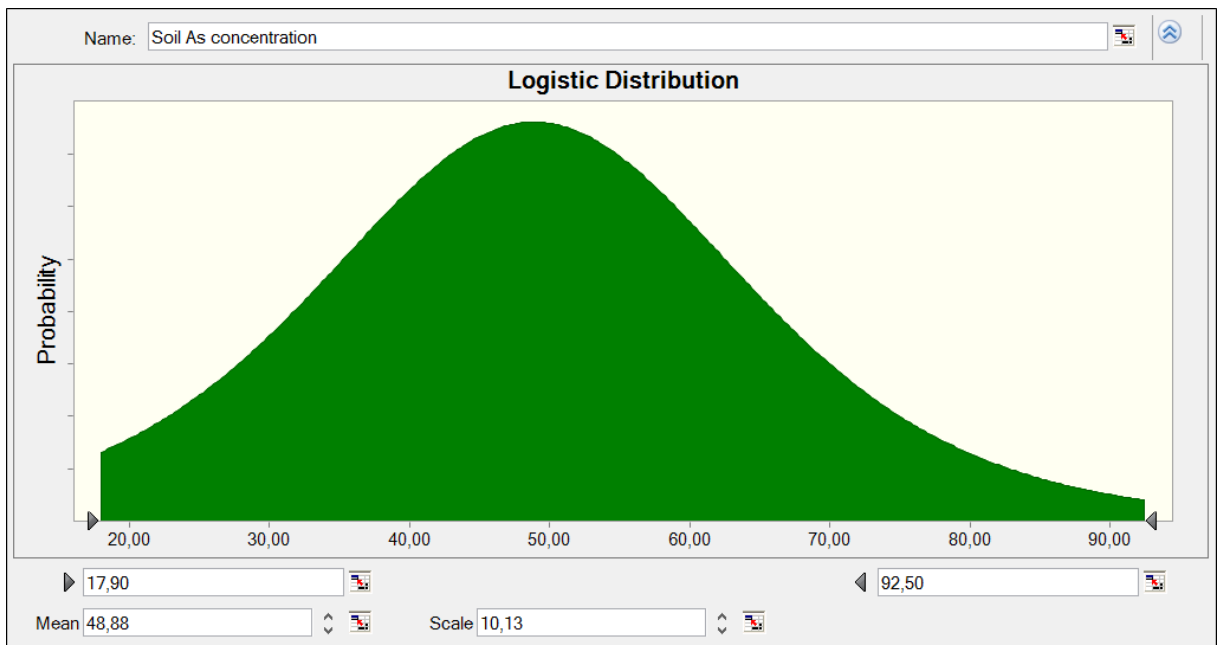 Name: Soil As concentration
Logistic Distribution
Probability
20,00 30,00 40,00 50,00 60,00 70,00 80,00 90,00
17,90 92,50
Mean 48,88 Scale 10,13